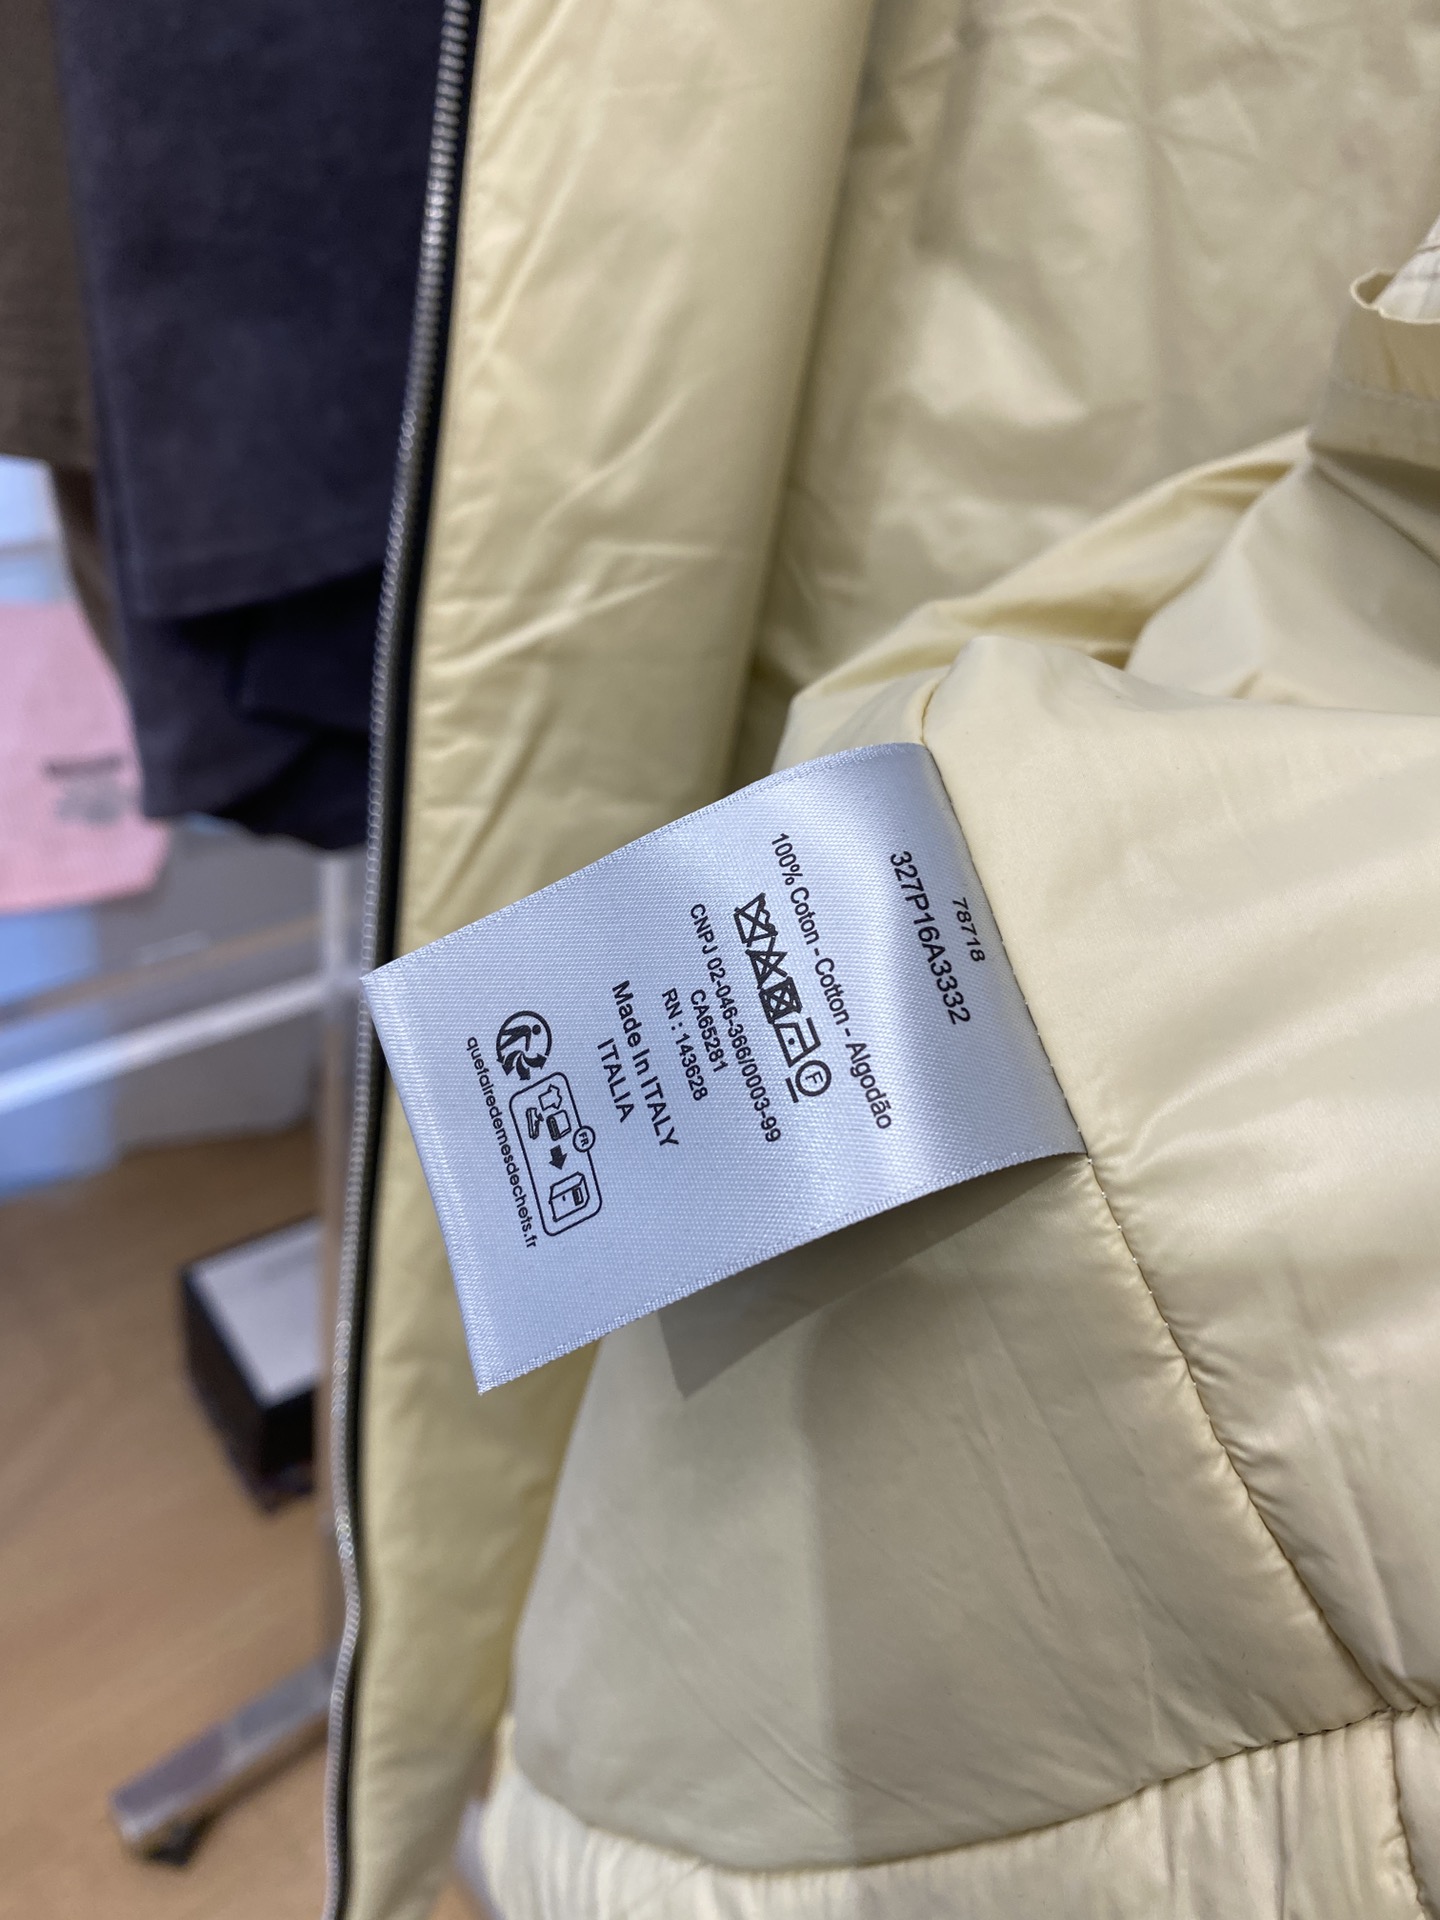 78718
327P16A3332
100% Coton - Cotton - Algodão
F
CNPJ 02-046-366/0003-99
CA65281
RN : 143628
Made In ITALY
ITALIA
FR
quefairedemesdechets.fr